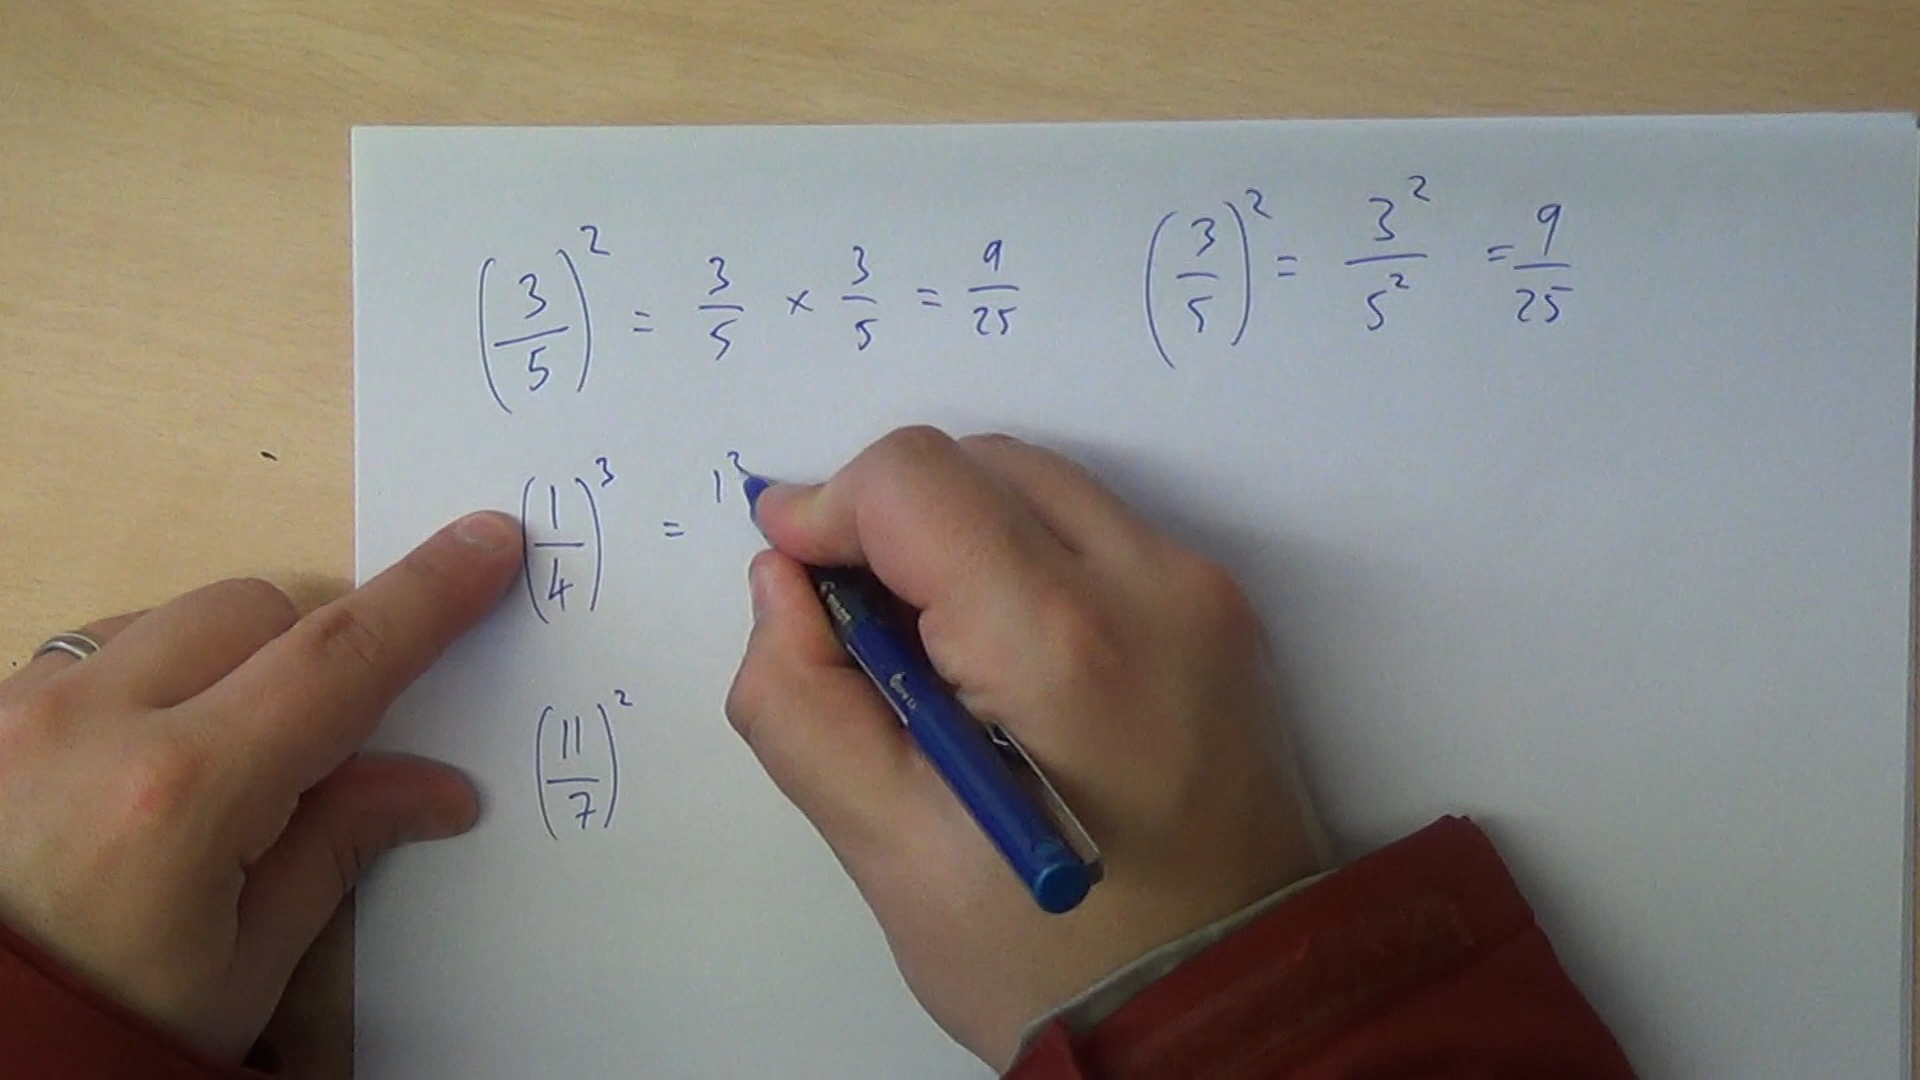 (3/5)² = 3/5 × 3/5 = 9/25 (3/5)² = 3²/5² = 9/25
(1/4)³ = 1³
(11/7)²